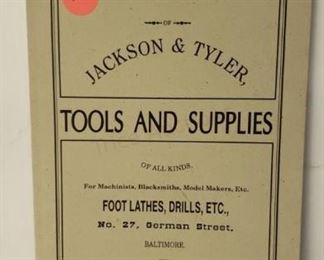 OF
JACKSON & TYLER,
TOOLS AND SUPPLIES
OF ALL KINDS,
For Machinists, Blacksmiths, Model Makers, Etc.
FOOT LATHES, DRILLS, ETC.,
No. 27, German Street,
BALTIMORE.